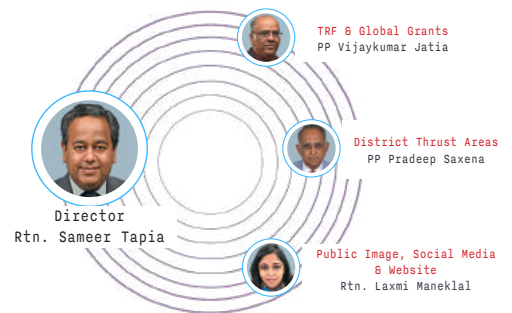 TRF & Global Grants
PP Vijaykumar Jatia
District Thrust Areas
PP Pradeep Saxena
Director
Rtn. Sameer Tapia
Public Image, Social Media
& Website
Rtn. Laxmi Maneklal